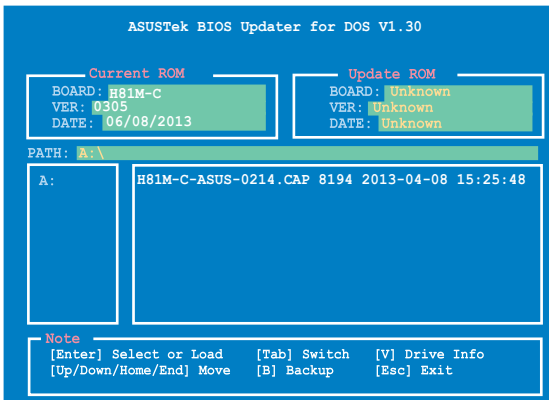 ASUSTek BIOS Updater for DOS V1.30
Current ROM
BOARD: H81M-C
VER: 0305
DATE: 06/08/2013
Update ROM
BOARD: Unknown
VER: Unknown
DATE: Unknown
PATH: A:\
A:
H81M-C-ASUS-0214.CAP 8194 2013-04-08 15:25:48
Note
[Enter] Select or Load [Tab] Switch [V] Drive Info
[Up/Down/Home/End] Move [B] Backup [Esc] Exit